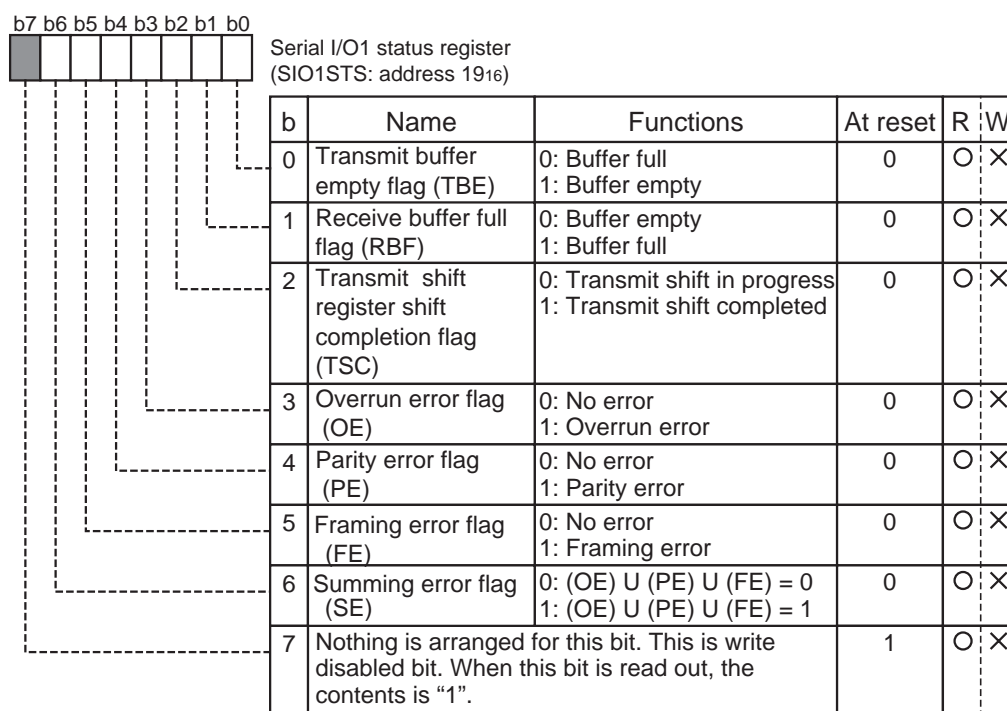 b7 b6 b5 b4 b3 b2 b1 b0
Serial I/O1 status register
(SIO1STS: address 1916)
b Name Functions At reset R W
0 Transmit buffer
empty flag (TBE)
0: Buffer full
1: Buffer empty
0 O X
1 Receive buffer full
flag (RBF)
0: Buffer empty
1: Buffer full
0 O X
2 Transmit shift
register shift
completion flag
(TSC)
0: Transmit shift in progress
1: Transmit shift completed
0 O X
3 Overrun error flag
(OE)
0: No error
1: Overrun error
0 O X
4 Parity error flag
(PE)
0: No error
1: Parity error
0 O X
5 Framing error flag
(FE)
0: No error
1: Framing error
0 O X
6 Summing error flag
(SE)
0: (OE) U (PE) U (FE) = 0
1: (OE) U (PE) U (FE) = 1
0 O X
7 Nothing is arranged for this bit. This is write
disabled bit. When this bit is read out, the
contents is “1”.
1 O X